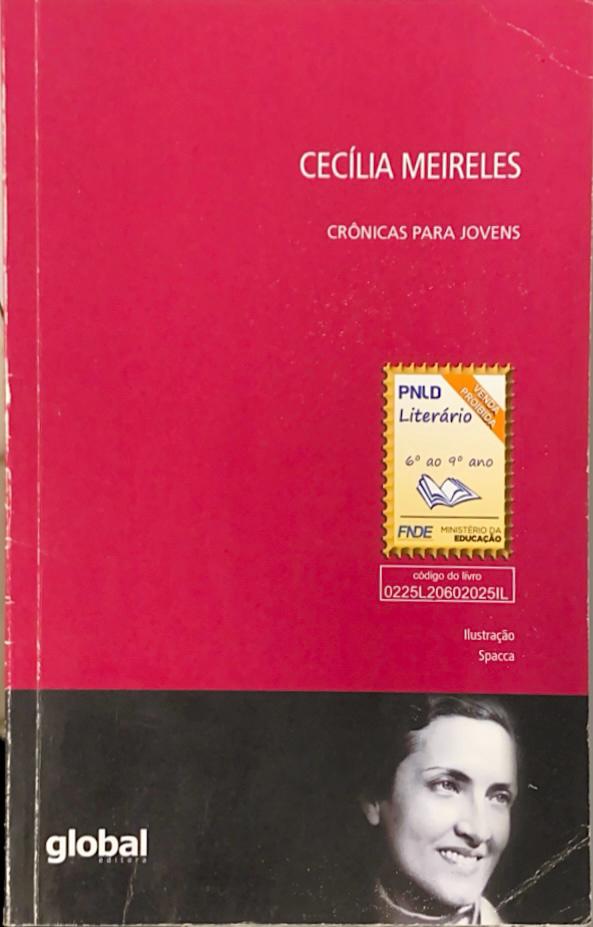 CECÍLIA MEIRELES
CRÔNICAS PARA JOVENS
PNLD
VENDA
PROIBIDA
Literário
6º ao 9º ano
FNDE
MINISTÉRIO DA
EDUCAÇÃO
código do livro
0225L20602025IL
Ilustração
Spacca
global
editora